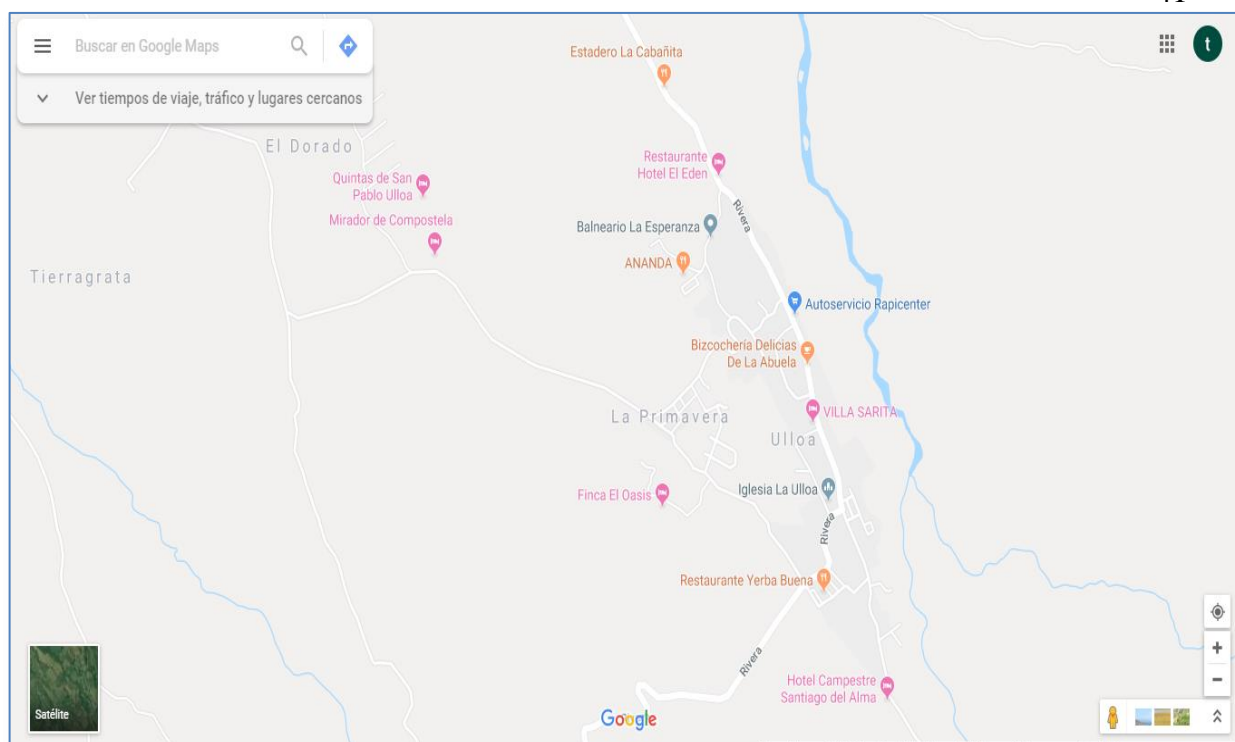 Buscar en Google Maps
t
Ver tiempos de viaje, tráfico y lugares cercanos
Estadero La Cabañita
El Dorado
Restaurante
Hotel El Eden
Quintas de San
Pablo Ulloa
Mirador de Compostela
Rivera
Balneario La Esperanza
ANANDA
Tierragrata
Autoservicio Rapicenter
Bizcochería Delicias
De La Abuela
La Primavera
VILLA SARITA
Ulloa
Iglesia La Ulloa
Finca El Oasis
Rivera
Restaurante Yerba Buena
Rivera
Hotel Campestre
Santiago del Alma
Satélite
Google